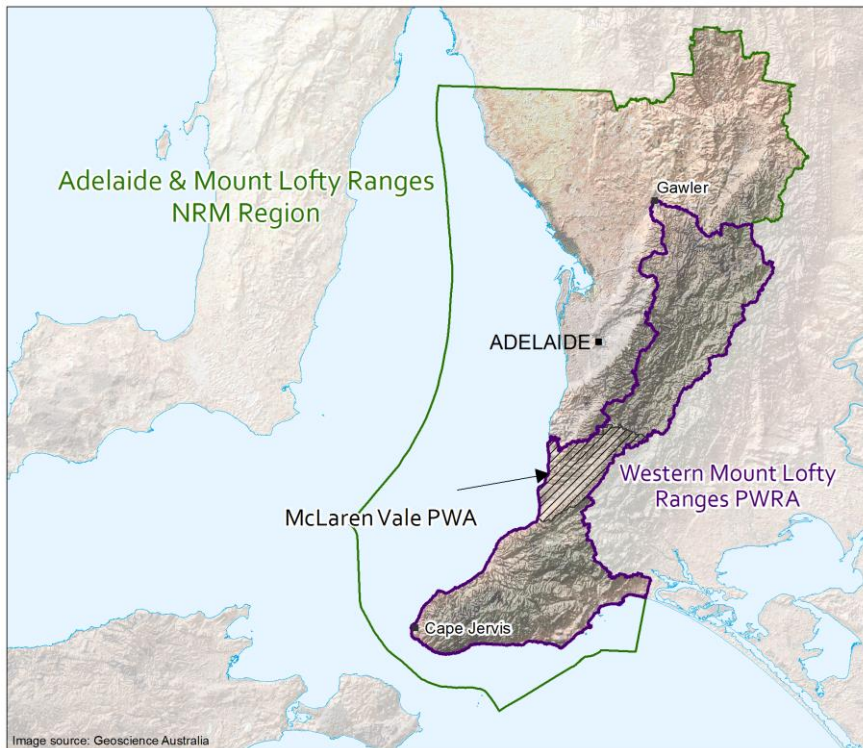 Adelaide & Mount Lofty Ranges
NRM Region
Gawler
ADELAIDE
Western Mount Lofty
Ranges PWRA
McLaren Vale PWA
Cape Jervis
Image source: Geoscience Australia